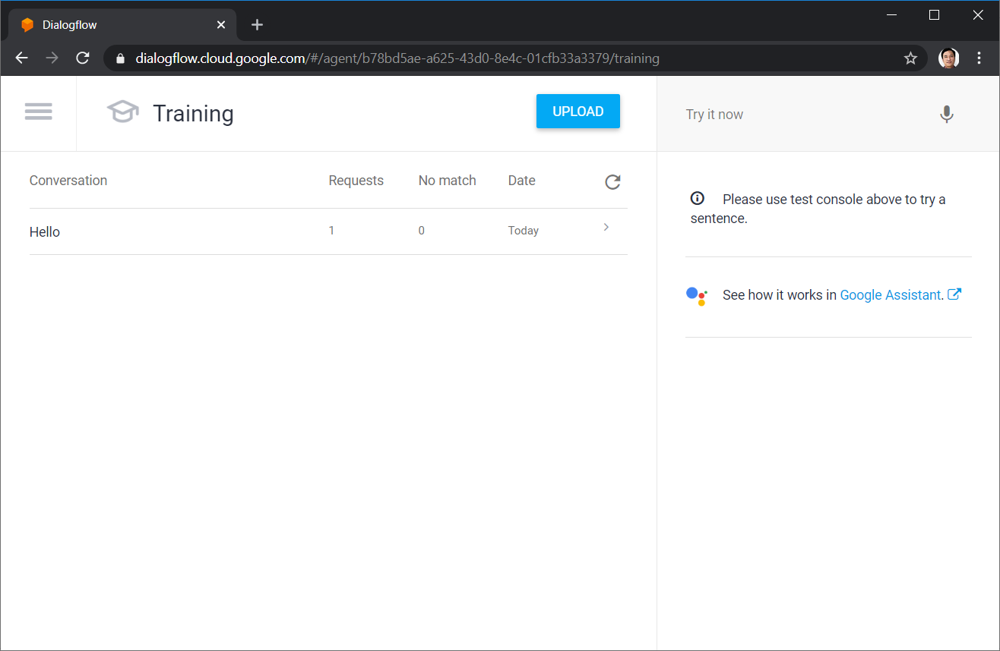 Dialogflow
dialogflow.cloud.google.com/#/agent/b78bd5ae-a625-43d0-8e4c-01cfb33a3379/training
Training
UPLOAD
Try it now
Conversation Requests No match Date
Hello 1 0 Today
Please use test console above to try a
sentence.
See how it works in Google Assistant.